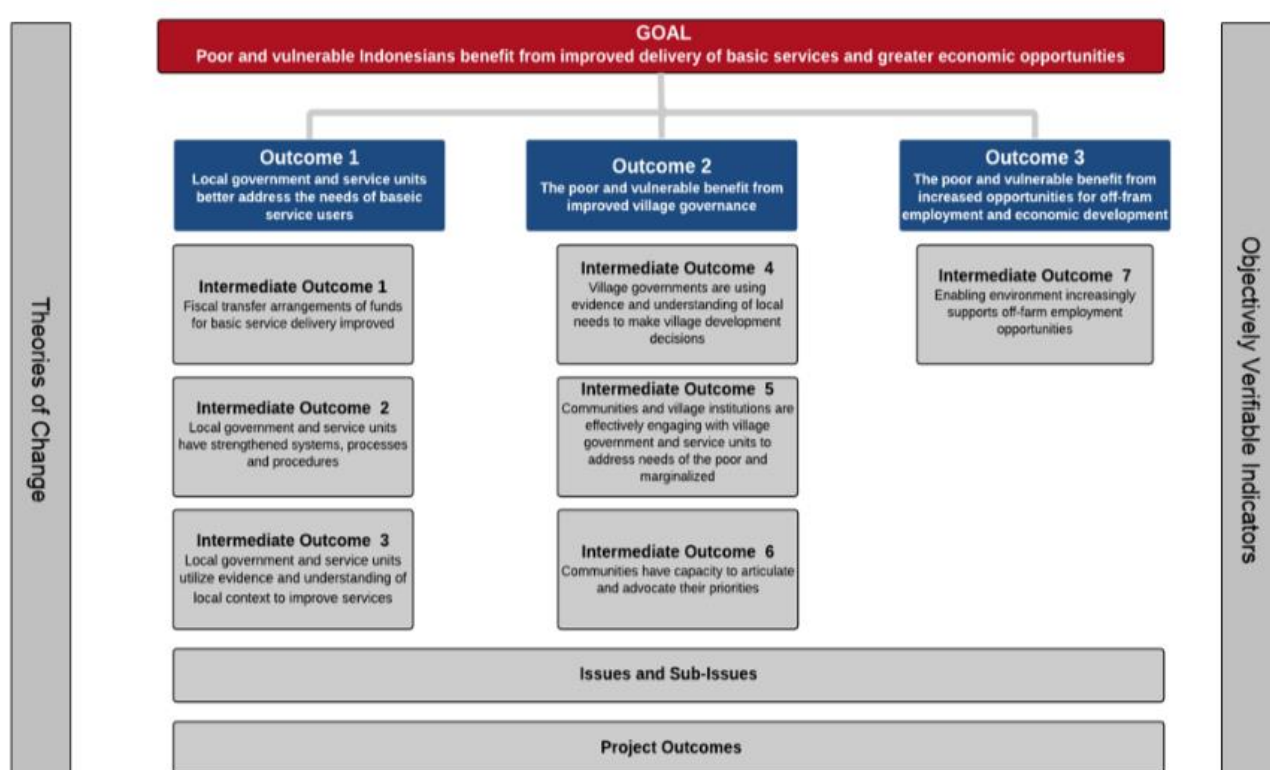 GOAL
Poor and vulnerable Indonesians benefit from improved delivery of basic services and greater economic opportunities
Theories of Change
Outcome 1
Local government and service units
better address the needs of baseic
service users
Intermediate Outcome 1
Fiscal transfer arrangements of funds
for basic service delivery improved
Intermediate Outcome 2
Local government and service units
have strengthened systems, processes
and procedures
Intermediate Outcome 3
Local government and service units
utilize evidence and understanding of
local context to improve services
Outcome 2
The poor and vulnerable benefit from
improved village governance
Intermediate Outcome 4
Village governments are using
evidence and understanding of local
needs to make village development
decisions
Intermediate Outcome 5
Communities and village institutions are
effectively engaging with village
government and service units to
address needs of the poor and
marginalized
Intermediate Outcome 6
Communities have capacity to articulate
and advocate their priorities
Outcome 3
The poor and vulnerable benefit from
increased opportunities for off-fram
employment and economic development
Intermediate Outcome 7
Enabling environment increasingly
supports off-farm employment
opportunities
Objectively Verifiable Indicators
Issues and Sub-Issues
Project Outcomes